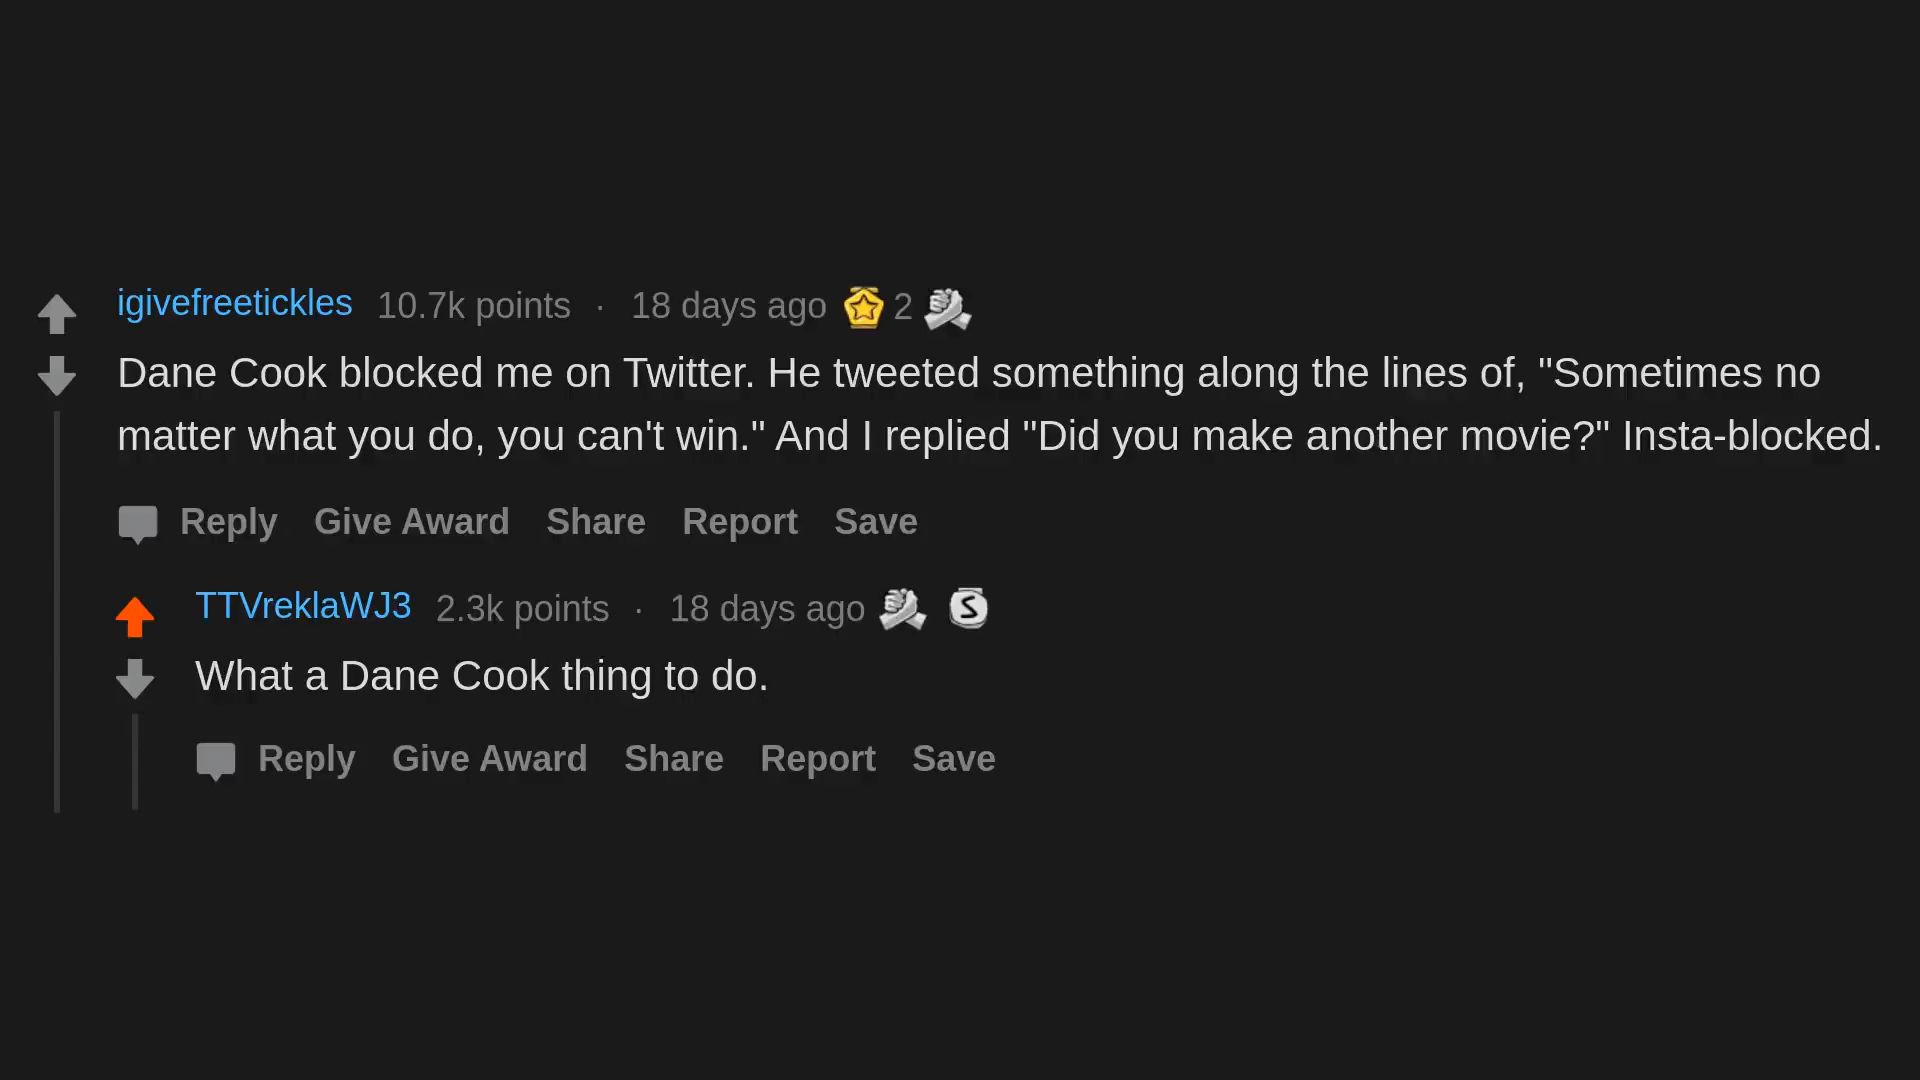 igivefreetickles 10.7k points · 18 days ago 2
Dane Cook blocked me on Twitter. He tweeted something along the lines of, "Sometimes no
matter what you do, you can't win." And I replied "Did you make another movie?" Insta-blocked.
Reply Give Award Share Report Save
TTVreklaWJ3 2.3k points · 18 days ago S
What a Dane Cook thing to do.
Reply Give Award Share Report Save